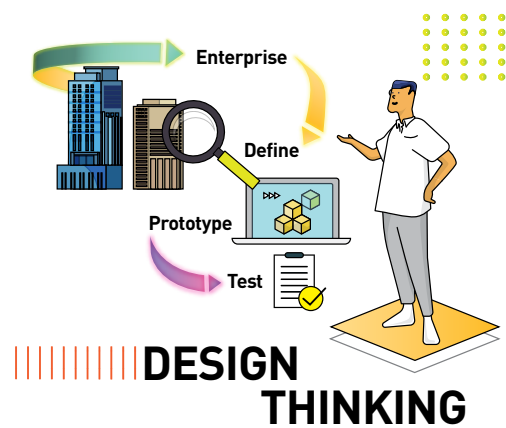 Enterprise
Define
Prototype
Test
DESIGN
THINKING